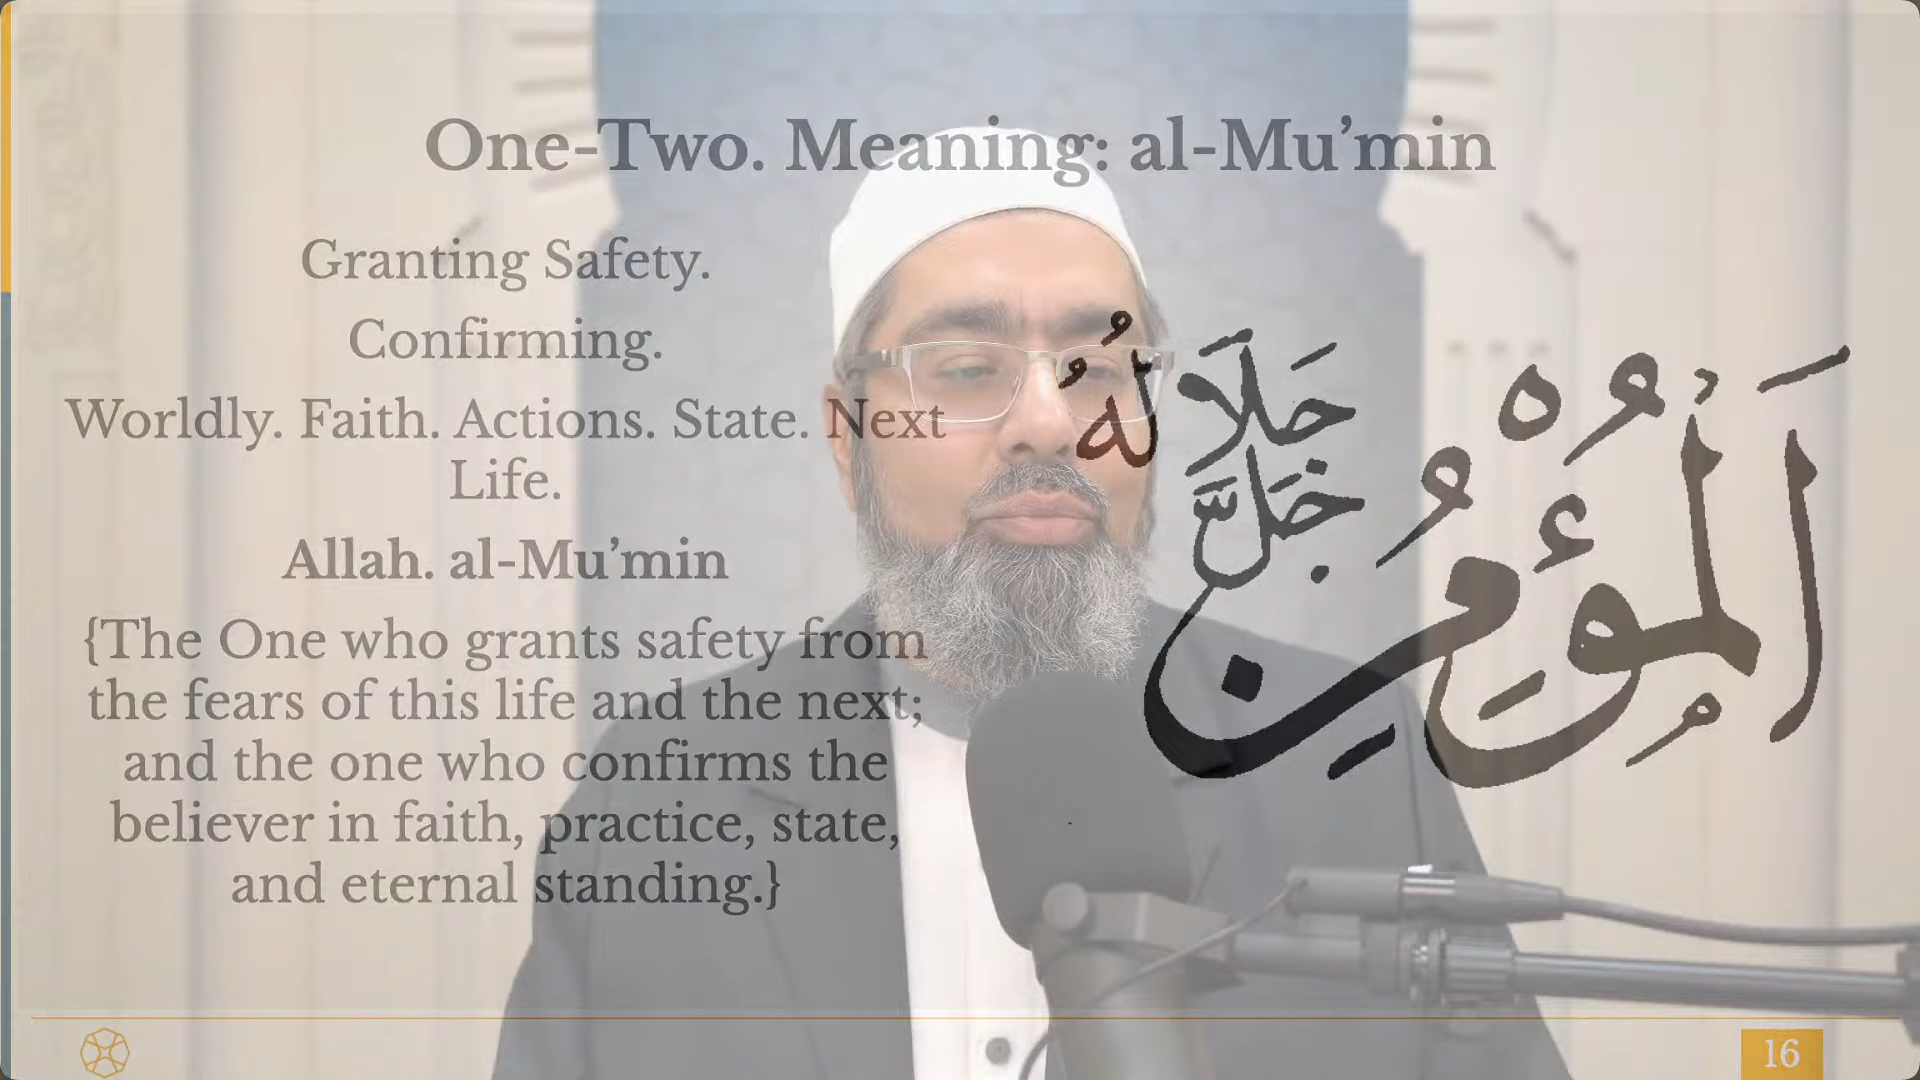 One-Two. Meaning: al-Mu’min
Granting Safety.
Confirming.
Worldly. Faith. Actions. State. Next
Life.
Allah. al-Mu’min
{The One who grants safety from
the fears of this life and the next;
and the one who confirms the
believer in faith, practice, state,
and eternal standing.}
اَلْمُؤْمِنُ
جَلَّ جَلَالُهُ
16